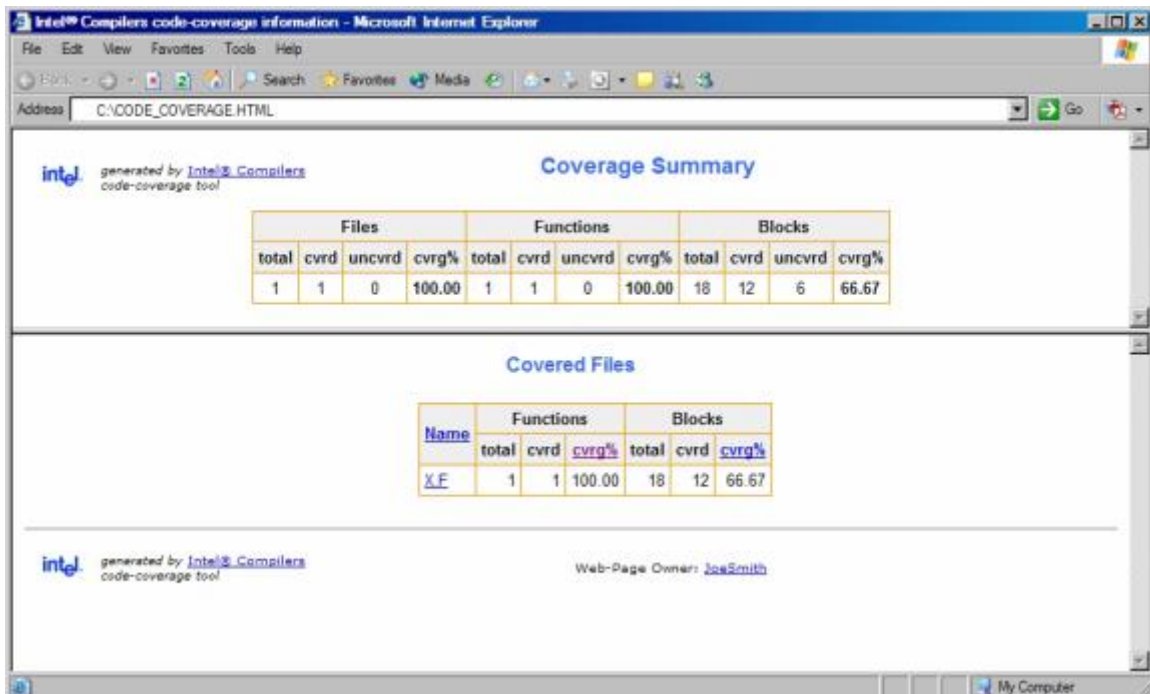 Intel® Compilers code-coverage information - Microsoft Internet Explorer
File Edit View Favorites Tools Help
Back Search Favorites Media
Address C:\CODE_COVERAGE.HTML Go
intel. generated by Intel® Compilers
code-coverage tool
Coverage Summary
Files Functions Blocks
total cvrd uncvrd cvrg% total cvrd uncvrd cvrg% total cvrd uncvrd cvrg%
1 1 0 100.00 1 1 0 100.00 18 12 6 66.67
Covered Files
Name Functions Blocks
total cvrd cvrg% total cvrd cvrg%
X.F 1 1 100.00 18 12 66.67
intel. generated by Intel® Compilers
code-coverage tool
Web-Page Owner: JoeSmith
My Computer